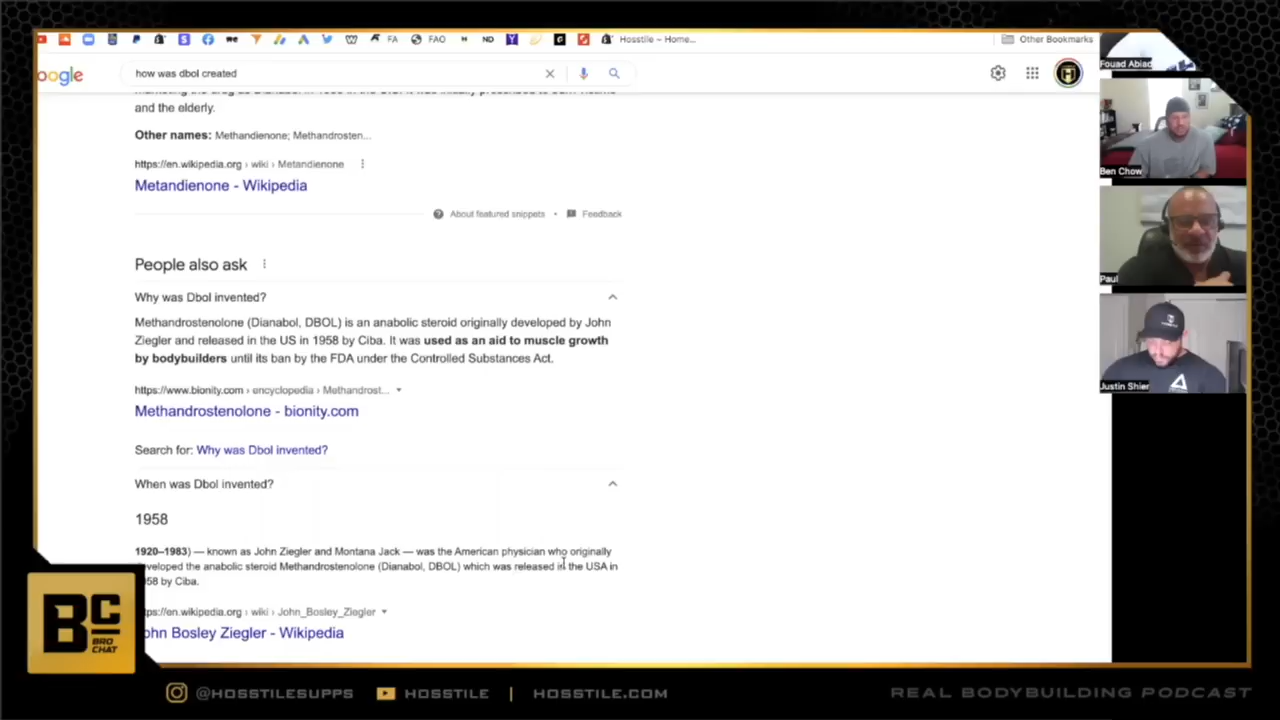 FA
FAO
ND
Hosstile – Home...
Other Bookmarks
oogle
how was dbol created
and the elderly.
Other names: Methandienone; Methandrosten...
https://en.wikipedia.org › wiki › Metandienone
Metandienone - Wikipedia
About featured snippets • Feedback
People also ask
Why was Dbol invented?
Methandrostenolone (Dianabol, DBOL) is an anabolic steroid originally developed by John
Ziegler and released in the US in 1958 by Ciba. It was used as an aid to muscle growth
by bodybuilders until its ban by the FDA under the Controlled Substances Act.
https://www.bionity.com › encyclopedia › Methandrost...
Methandrostenolone - bionity.com
Search for: Why was Dbol invented?
When was Dbol invented?
1958
1920–1983) — known as John Ziegler and Montana Jack — was the American physician who originally
eveloped the anabolic steroid Methandrostenolone (Dianabol, DBOL) which was released in the USA in
958 by Ciba.
tps://en.wikipedia.org › wiki › John_Bosley_Ziegler
ohn Bosley Ziegler - Wikipedia
Fouad Abiad
Ben Chow
Paul
Justin Shier
BC
BRO
CHAT
@HOSSTILESUPPS
HOSSTILE
|
HOSSTILE.COM
REAL BODYBUILDING PODCAST